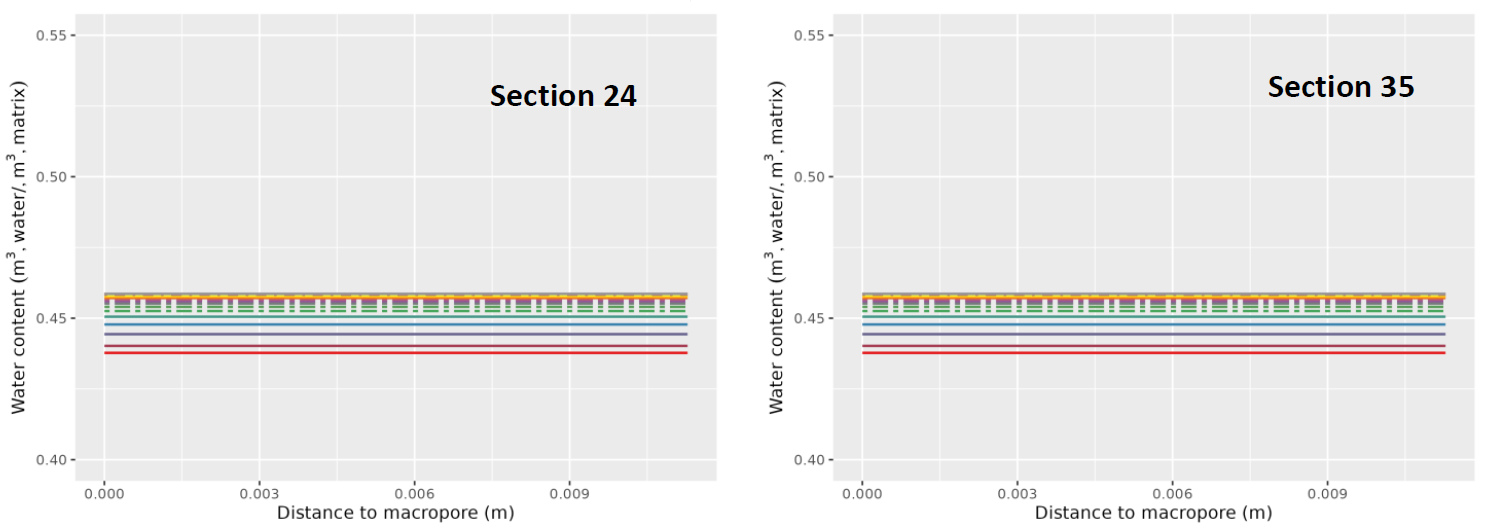 Water content (m³, water/, m³, matrix)
0.55
0.50
0.45
0.40
Section 24
0.000 0.003 0.006 0.009
Distance to macropore (m)
Water content (m³, water/, m³, matrix)
0.55
0.50
0.45
0.40
Section 35
0.000 0.003 0.006 0.009
Distance to macropore (m)